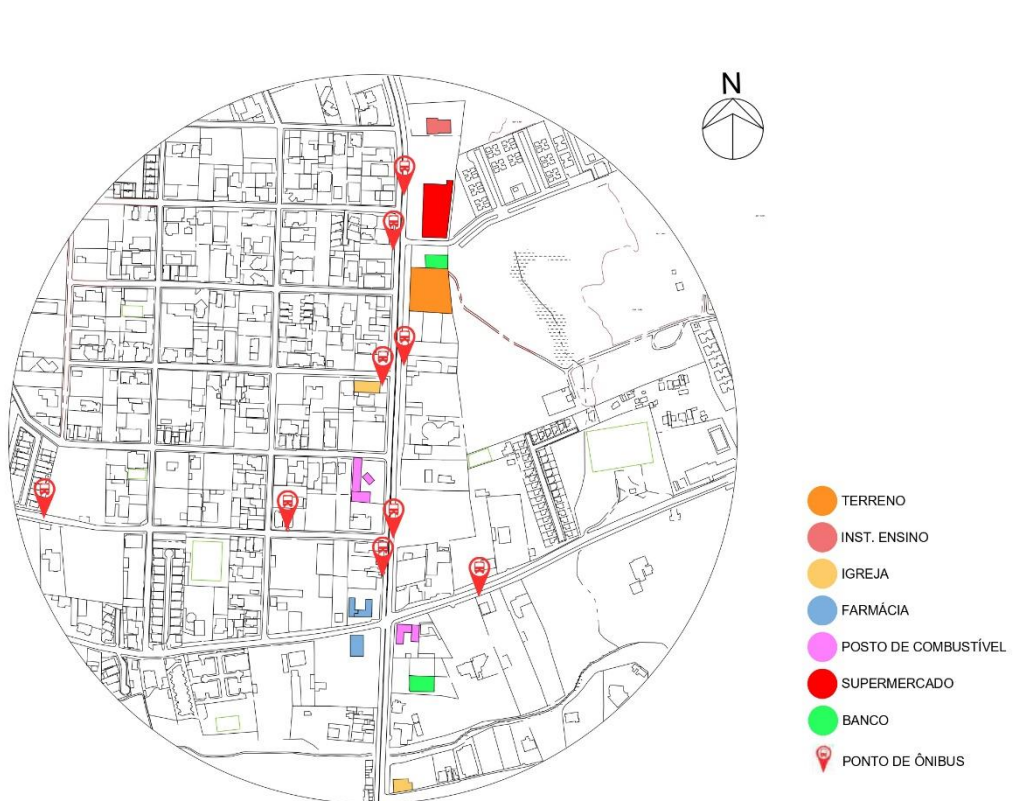 N
TERRENO
INST. ENSINO
IGREJA
FARMÁCIA
POSTO DE COMBUSTÍVEL
SUPERMERCADO
BANCO
PONTO DE ÔNIBUS